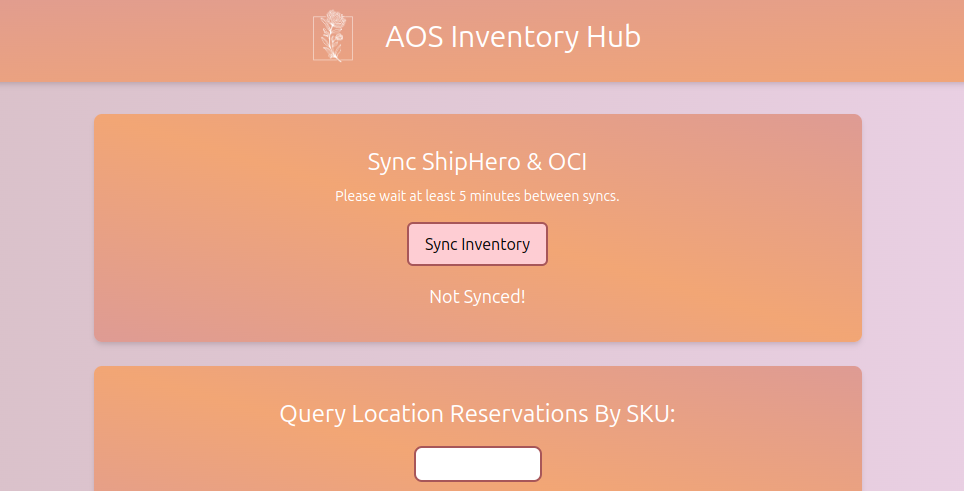 AOS Inventory Hub
Sync ShipHero & OCI
Please wait at least 5 minutes between syncs.
Sync Inventory
Not Synced!
Query Location Reservations By SKU: